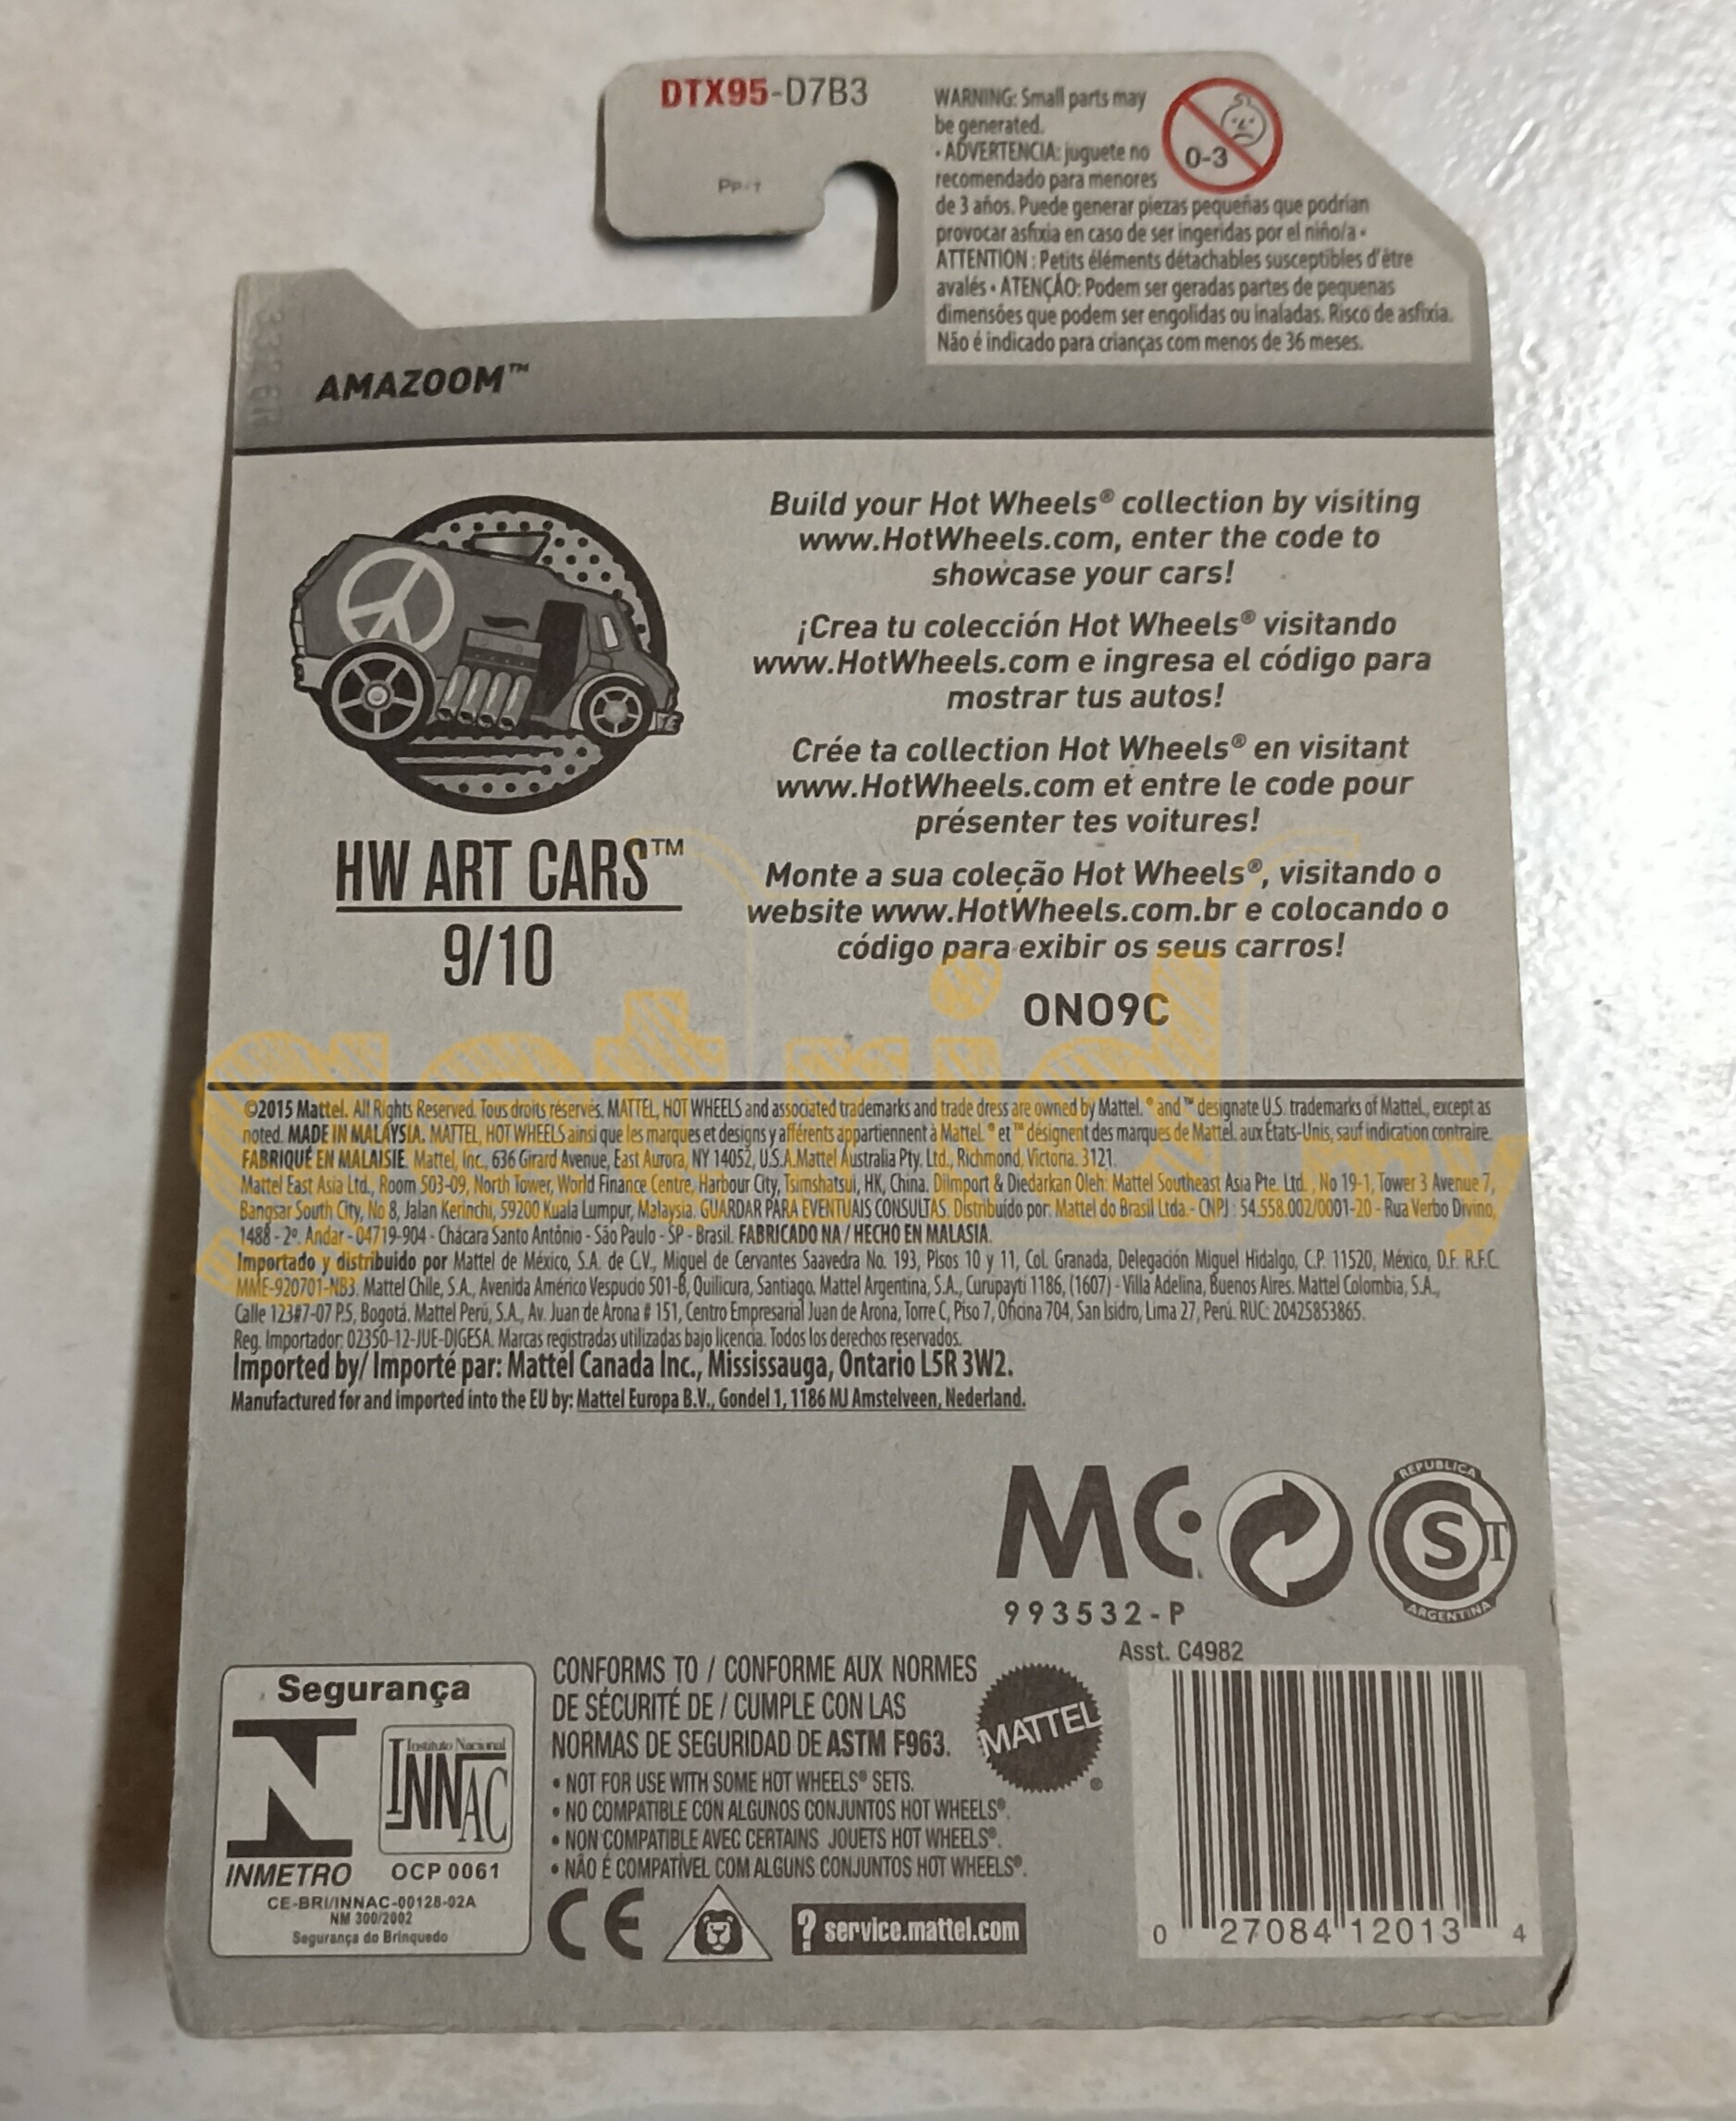 DTX95-D7B3
WARNING: Small parts may
be generated.
• ADVERTENCIA: juguete no
recomendado para menores
de 3 años. Puede generar piezas pequeñas que podrían
provocar asfixia en caso de ser ingeridas por el niño/a •
ATTENTION : Petits éléments détachables susceptibles d'être
avalés • ATENÇÃO: Podem ser geradas partes de pequenas
dimensões que podem ser engolidas ou inaladas. Risco de asfixia.
Não é indicado para crianças com menos de 36 meses.
0-3
AMAZOOM™
Build your Hot Wheels® collection by visiting
www.HotWheels.com, enter the code to
showcase your cars!
¡Crea tu colección Hot Wheels® visitando
www.HotWheels.com e ingresa el código para
mostrar tus autos!
Crée ta collection Hot Wheels® en visitant
www.HotWheels.com et entre le code pour
présenter tes voitures!
Monte a sua coleção Hot Wheels®, visitando o
website www.HotWheels.com.br e colocando o
código para exibir os seus carros!
0N09C
HW ART CARS™
9/10
get rid
my
©2015 Mattel. All Rights Reserved. Tous droits réservés. MATTEL, HOT WHEELS and associated trademarks and trade dress are owned by Mattel. ® and ™ designate U.S. trademarks of Mattel, except as
noted. MADE IN MALAYSIA. MATTEL, HOT WHEELS ainsi que les marques et designs y afférents appartiennent à Mattel. ® et ™ désignent des marques de Mattel. aux États-Unis, sauf indication contraire.
FABRIQUÉ EN MALAISIE. Mattel, Inc., 636 Girard Avenue, East Aurora, NY 14052, U.S.A.Mattel Australia Pty. Ltd., Richmond, Victoria. 3121.
Mattel East Asia Ltd., Room 503-09, North Tower, World Finance Centre, Harbour City, Tsimshatsui, HK, China. Diimport & Diedarkan Oleh: Mattel Southeast Asia Pte. Ltd. , No 19-1, Tower 3 Avenue 7,
Bangsar South City, No 8, Jalan Kerinchi, 59200 Kuala Lumpur, Malaysia. GUARDAR PARA EVENTUAIS CONSULTAS. Distribuído por: Mattel do Brasil Ltda.- CNPJ : 54.558.002/0001-20 - Rua Verbo Divino,
1488 - 2º. Andar - 04719-904 - Chácara Santo Antônio - São Paulo - SP - Brasil. FABRICADO NA / HECHO EN MALASIA.
Importado y distribuido por Mattel de México, S.A. de C.V., Miguel de Cervantes Saavedra No. 193, Pisos 10 y 11, Col. Granada, Delegación Miguel Hidalgo, C.P. 11520, México, D.F. R.F.C.
MME-920701-NB3. Mattel Chile, S.A., Avenida Américo Vespucio 501-B, Quilicura, Santiago. Mattel Argentina, S.A., Curupaytí 1186, (1607) - Villa Adelina, Buenos Aires. Mattel Colombia, S.A.,
Calle 123#7-07 P.5, Bogotá. Mattel Perú, S.A., Av. Juan de Arona # 151, Centro Empresarial Juan de Arona, Torre C, Piso 7, Oficina 704, San Isidro, Lima 27, Perú. RUC: 20425853865.
Reg. Importador: 02350-12-JUE-DIGESA. Marcas registradas utilizadas bajo licencia. Todos los derechos reservados.
Imported by/ Importé par: Mattel Canada Inc., Mississauga, Ontario L5R 3W2.
Manufactured for and imported into the EU by: Mattel Europa B.V., Gondel 1, 1186 MJ Amstelveen, Nederland.
MC
993532-P
REPUBLICA
S T
ARGENTINA
Asst. C4982
Segurança
Instituto Nacional
INNAC
INMETRO OCP 0061
CE-BRI/INNAC-00128-02A
NM 300/2002
Segurança do Brinquedo
CONFORMS TO / CONFORME AUX NORMES
DE SÉCURITÉ DE / CUMPLE CON LAS
NORMAS DE SEGURIDAD DE ASTM F963.
• NOT FOR USE WITH SOME HOT WHEELS® SETS.
• NO COMPATIBLE CON ALGUNOS CONJUNTOS HOT WHEELS®.
• NON COMPATIBLE AVEC CERTAINS JOUETS HOT WHEELS®.
• NÃO É COMPATÍVEL COM ALGUNS CONJUNTOS HOT WHEELS®.
MATTEL®
CE
? service.mattel.com
0 27084 12013 4